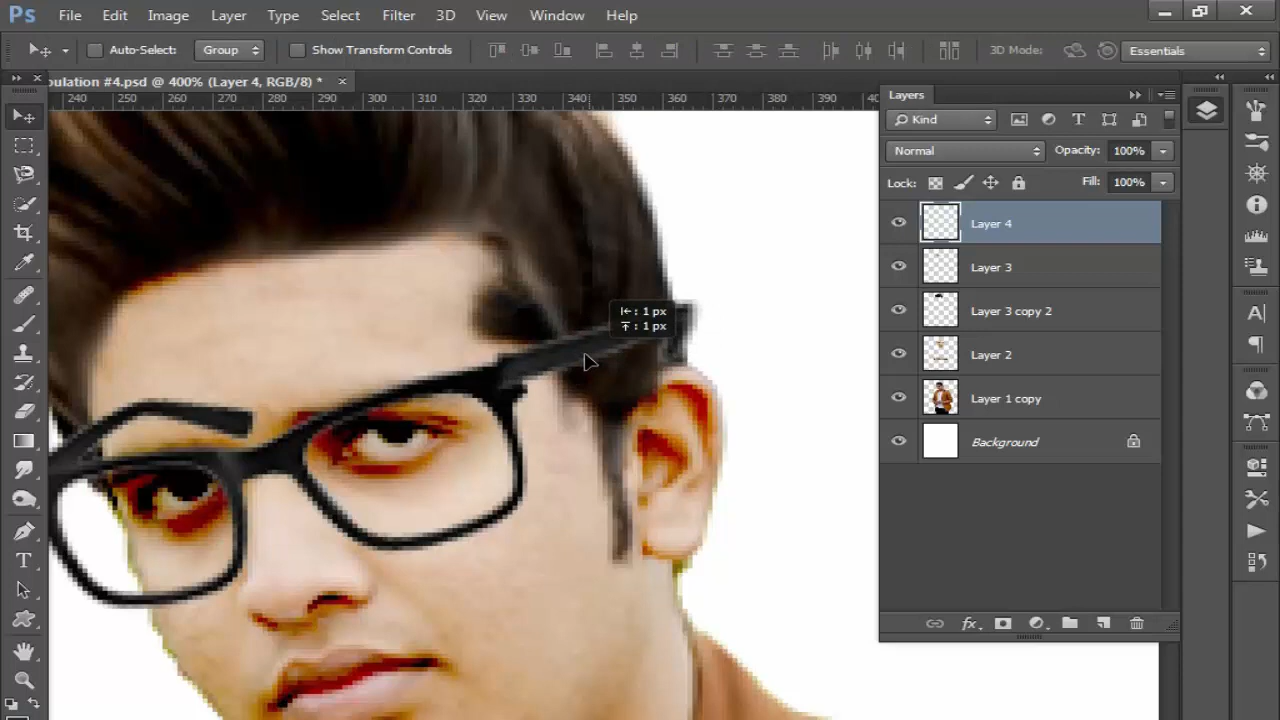 Ps File Edit Image Layer Type Select Filter 3D View Window Help
Auto-Select: Group Show Transform Controls 3D Mode: Essentials
oulation #4.psd @ 400% (Layer 4, RGB/8) * ×
240 250 260 270 280 290 300 310 320 330 340 350 360 370 380 390 40
Layers
Kind
Normal Opacity: 100%
Lock: Fill: 100%
Layer 4
Layer 3
Layer 3 copy 2
Layer 2
Layer 1 copy
Background
: 1 px
: 1 px
fx